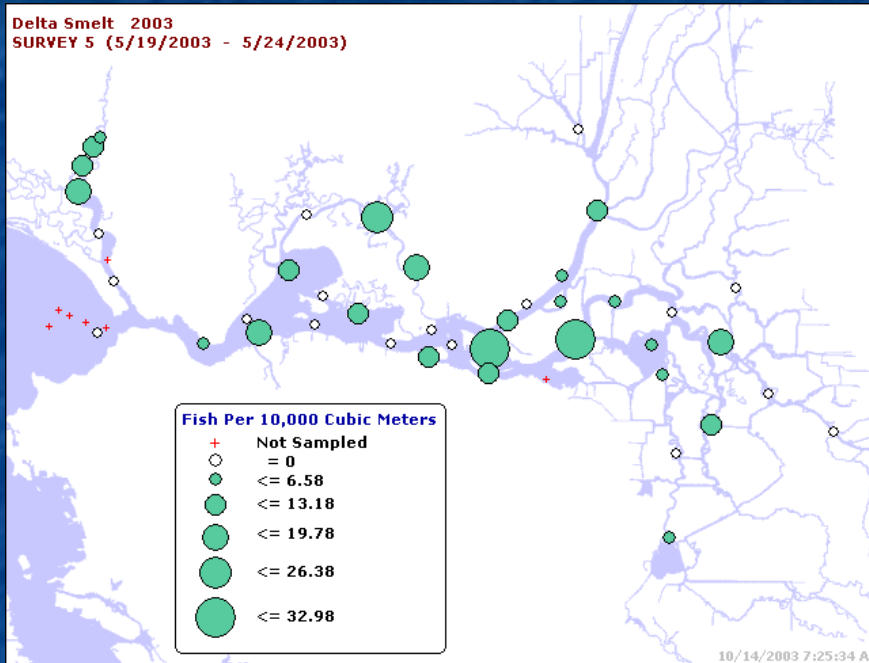 Delta Smelt 2003
SURVEY 5 (5/19/2003 - 5/24/2003)
Fish Per 10,000 Cubic Meters
Not Sampled
= 0
<= 6.58
<= 13.18
<= 19.78
<= 26.38
<= 32.98
10/14/2003 7:25:34 A